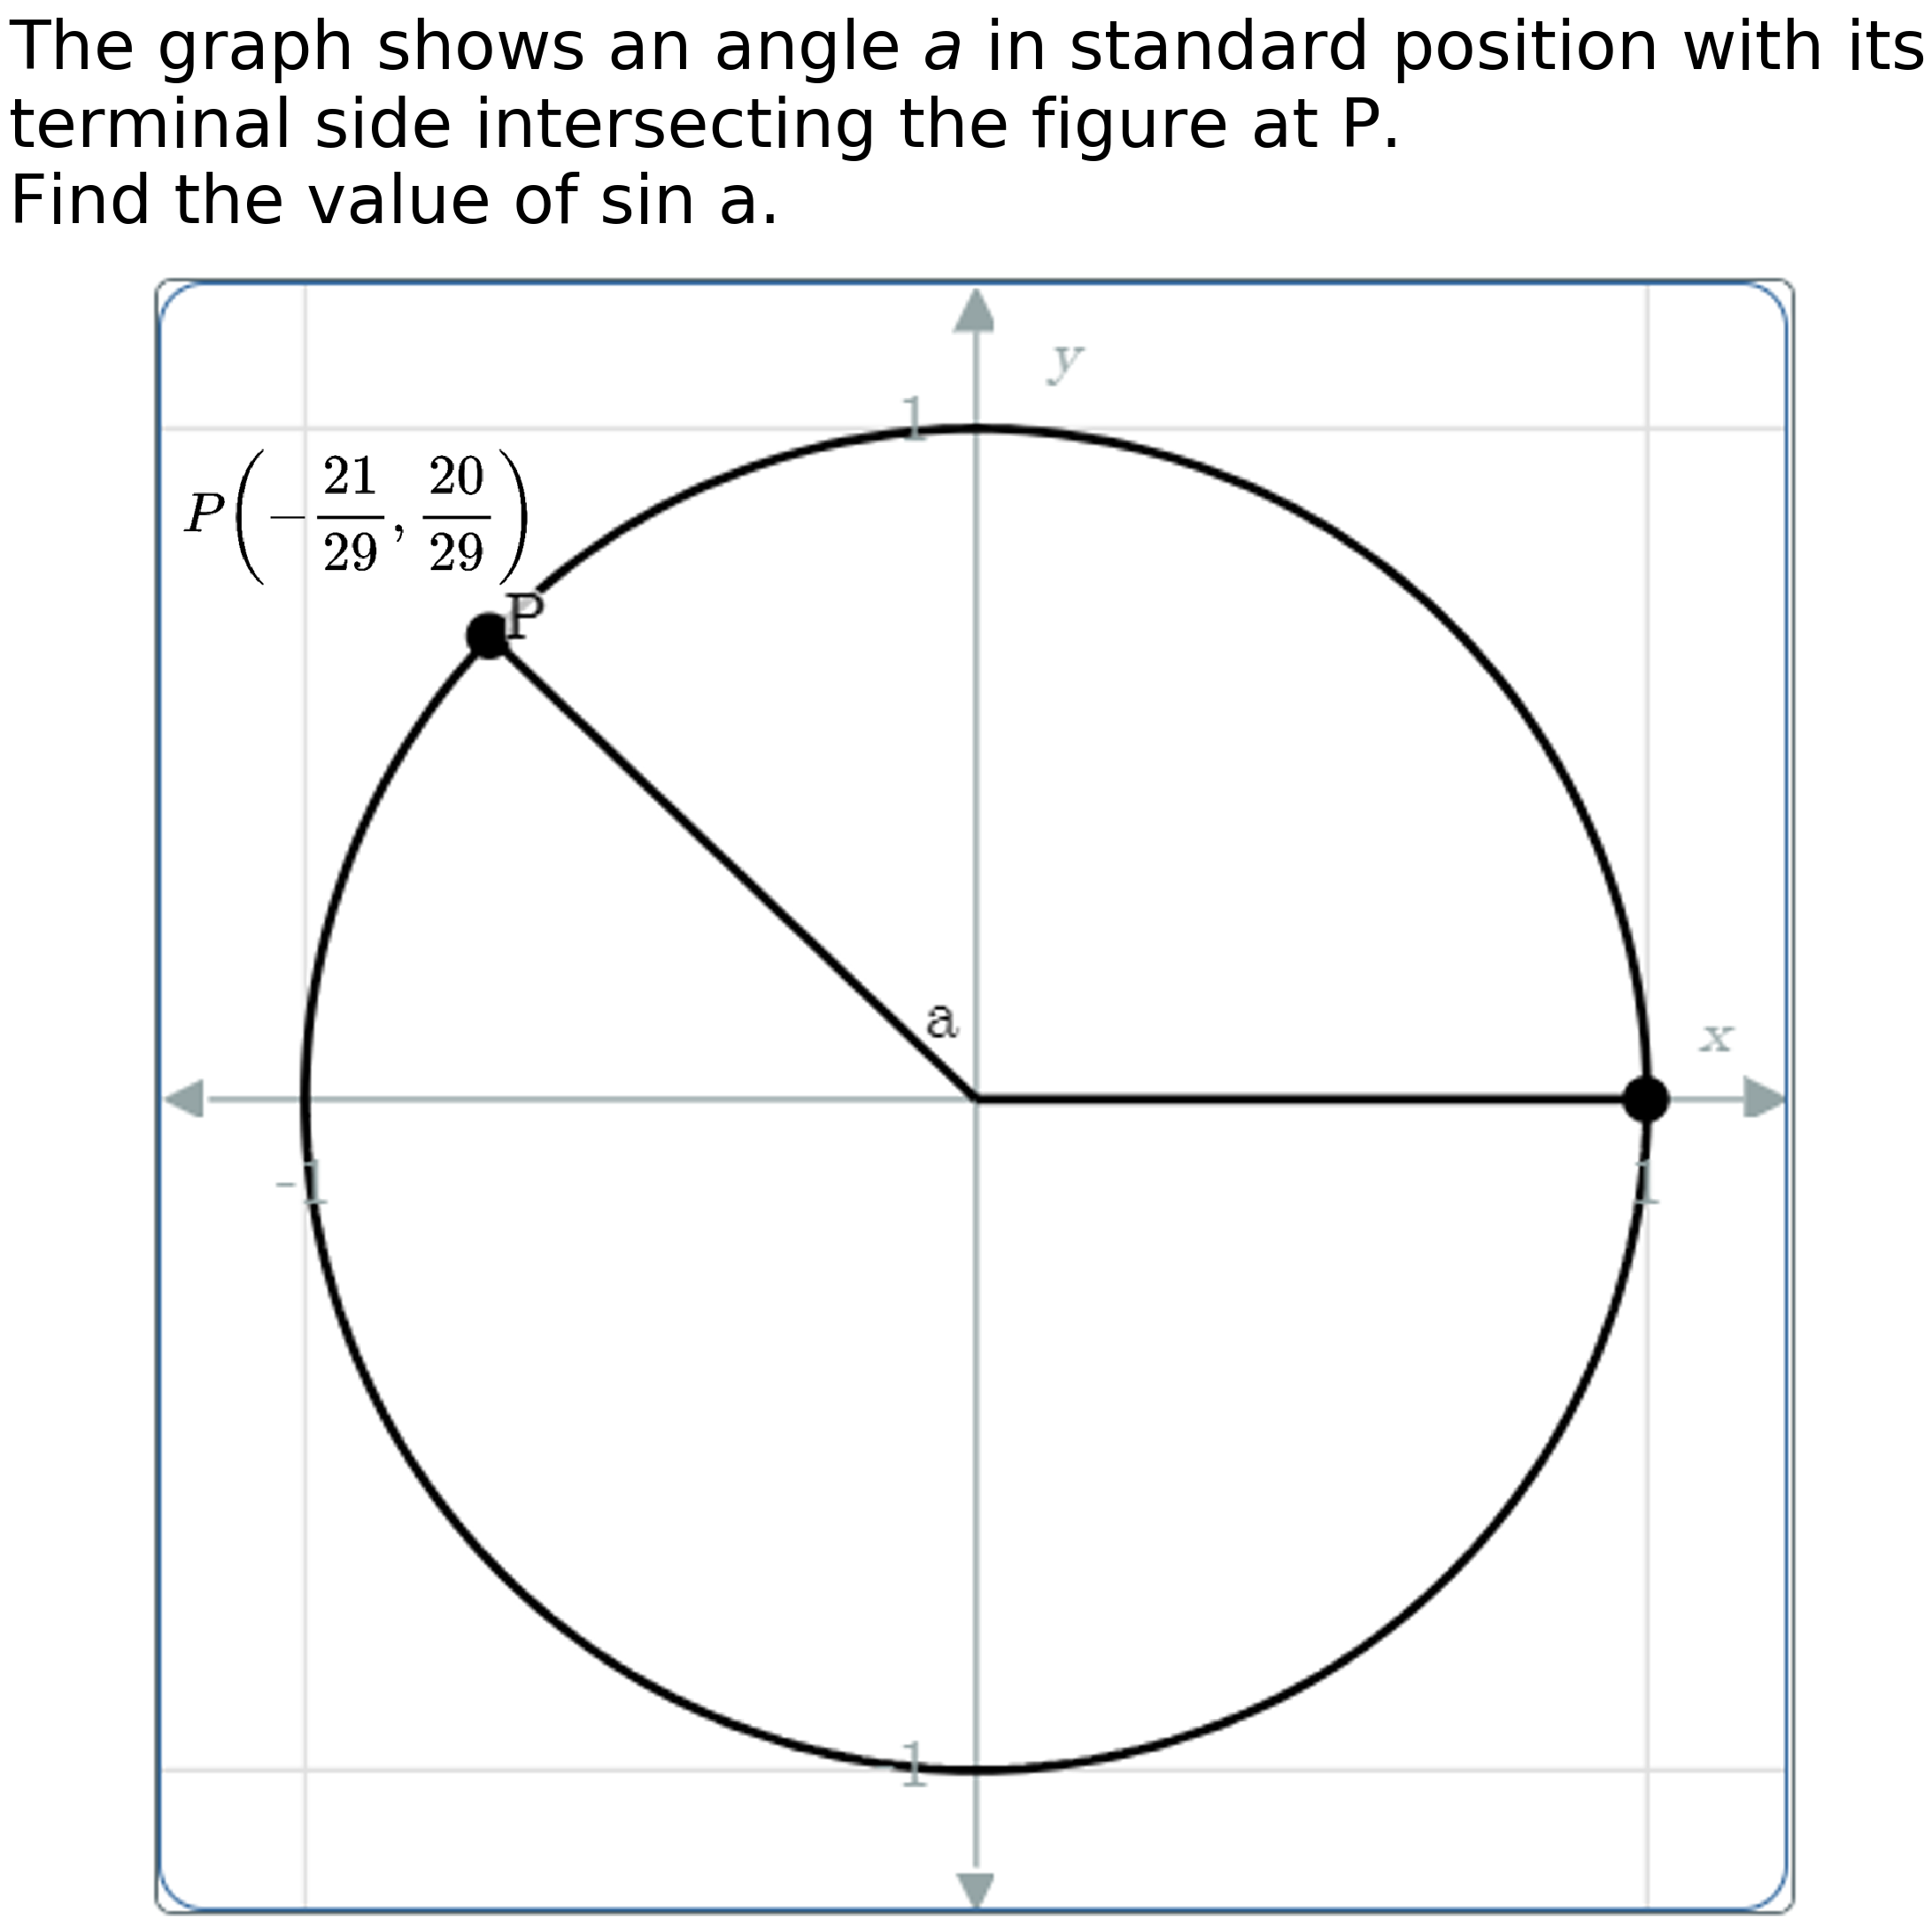 The graph shows an angle a in standard position with its
terminal side intersecting the figure at P.
Find the value of sin a.
y
1
P(-21/29, 20/29)
P
a
x
-1
1
1